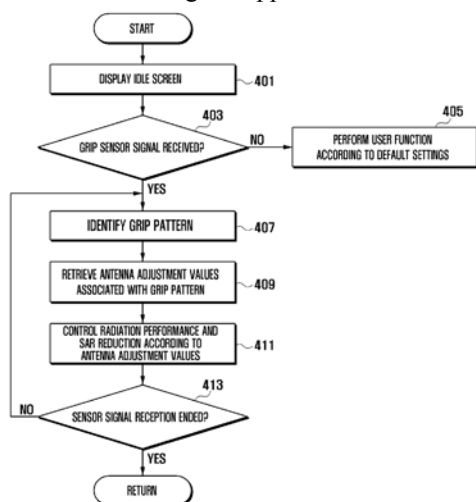 START
DISPLAY IDLE SCREEN
401
403
GRIP SENSOR SIGNAL RECEIVED?
NO
405
PERFORM USER FUNCTION
ACCORDING TO DEFAULT SETTINGS
YES
IDENTIFY GRIP PATTERN
407
RETRIEVE ANTENNA ADJUSTMENT VALUES
ASSOCIATED WITH GRIP PATTERN
409
CONTROL RADIATION PERFORMANCE AND
SAR REDUCTION ACCORDING TO
ANTENNA ADJUSTMENT VALUES
411
413
NO
SENSOR SIGNAL RECEPTION ENDED?
YES
RETURN